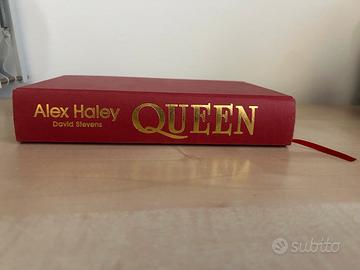 Alex Haley
David Stevens
QUEEN
subito